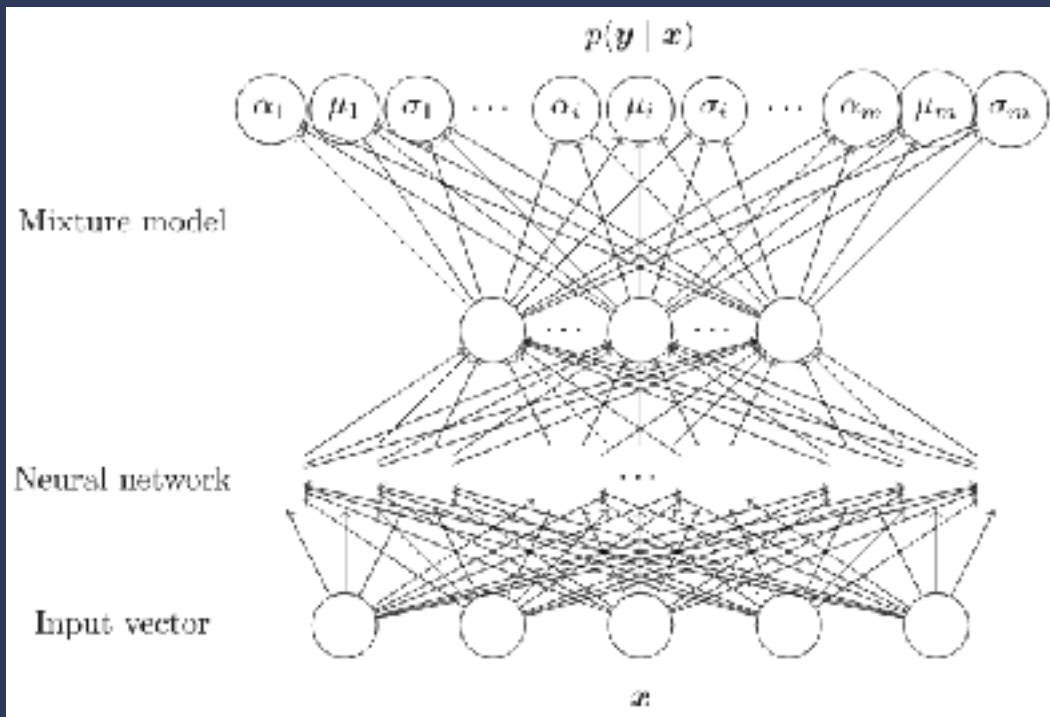 p(y | x)
α₁ μ₁ σ₁ ··· αᵢ μᵢ σᵢ ··· αₘ μₘ σₘ
Mixture model
··· ···
Neural network ···
Input vector
x